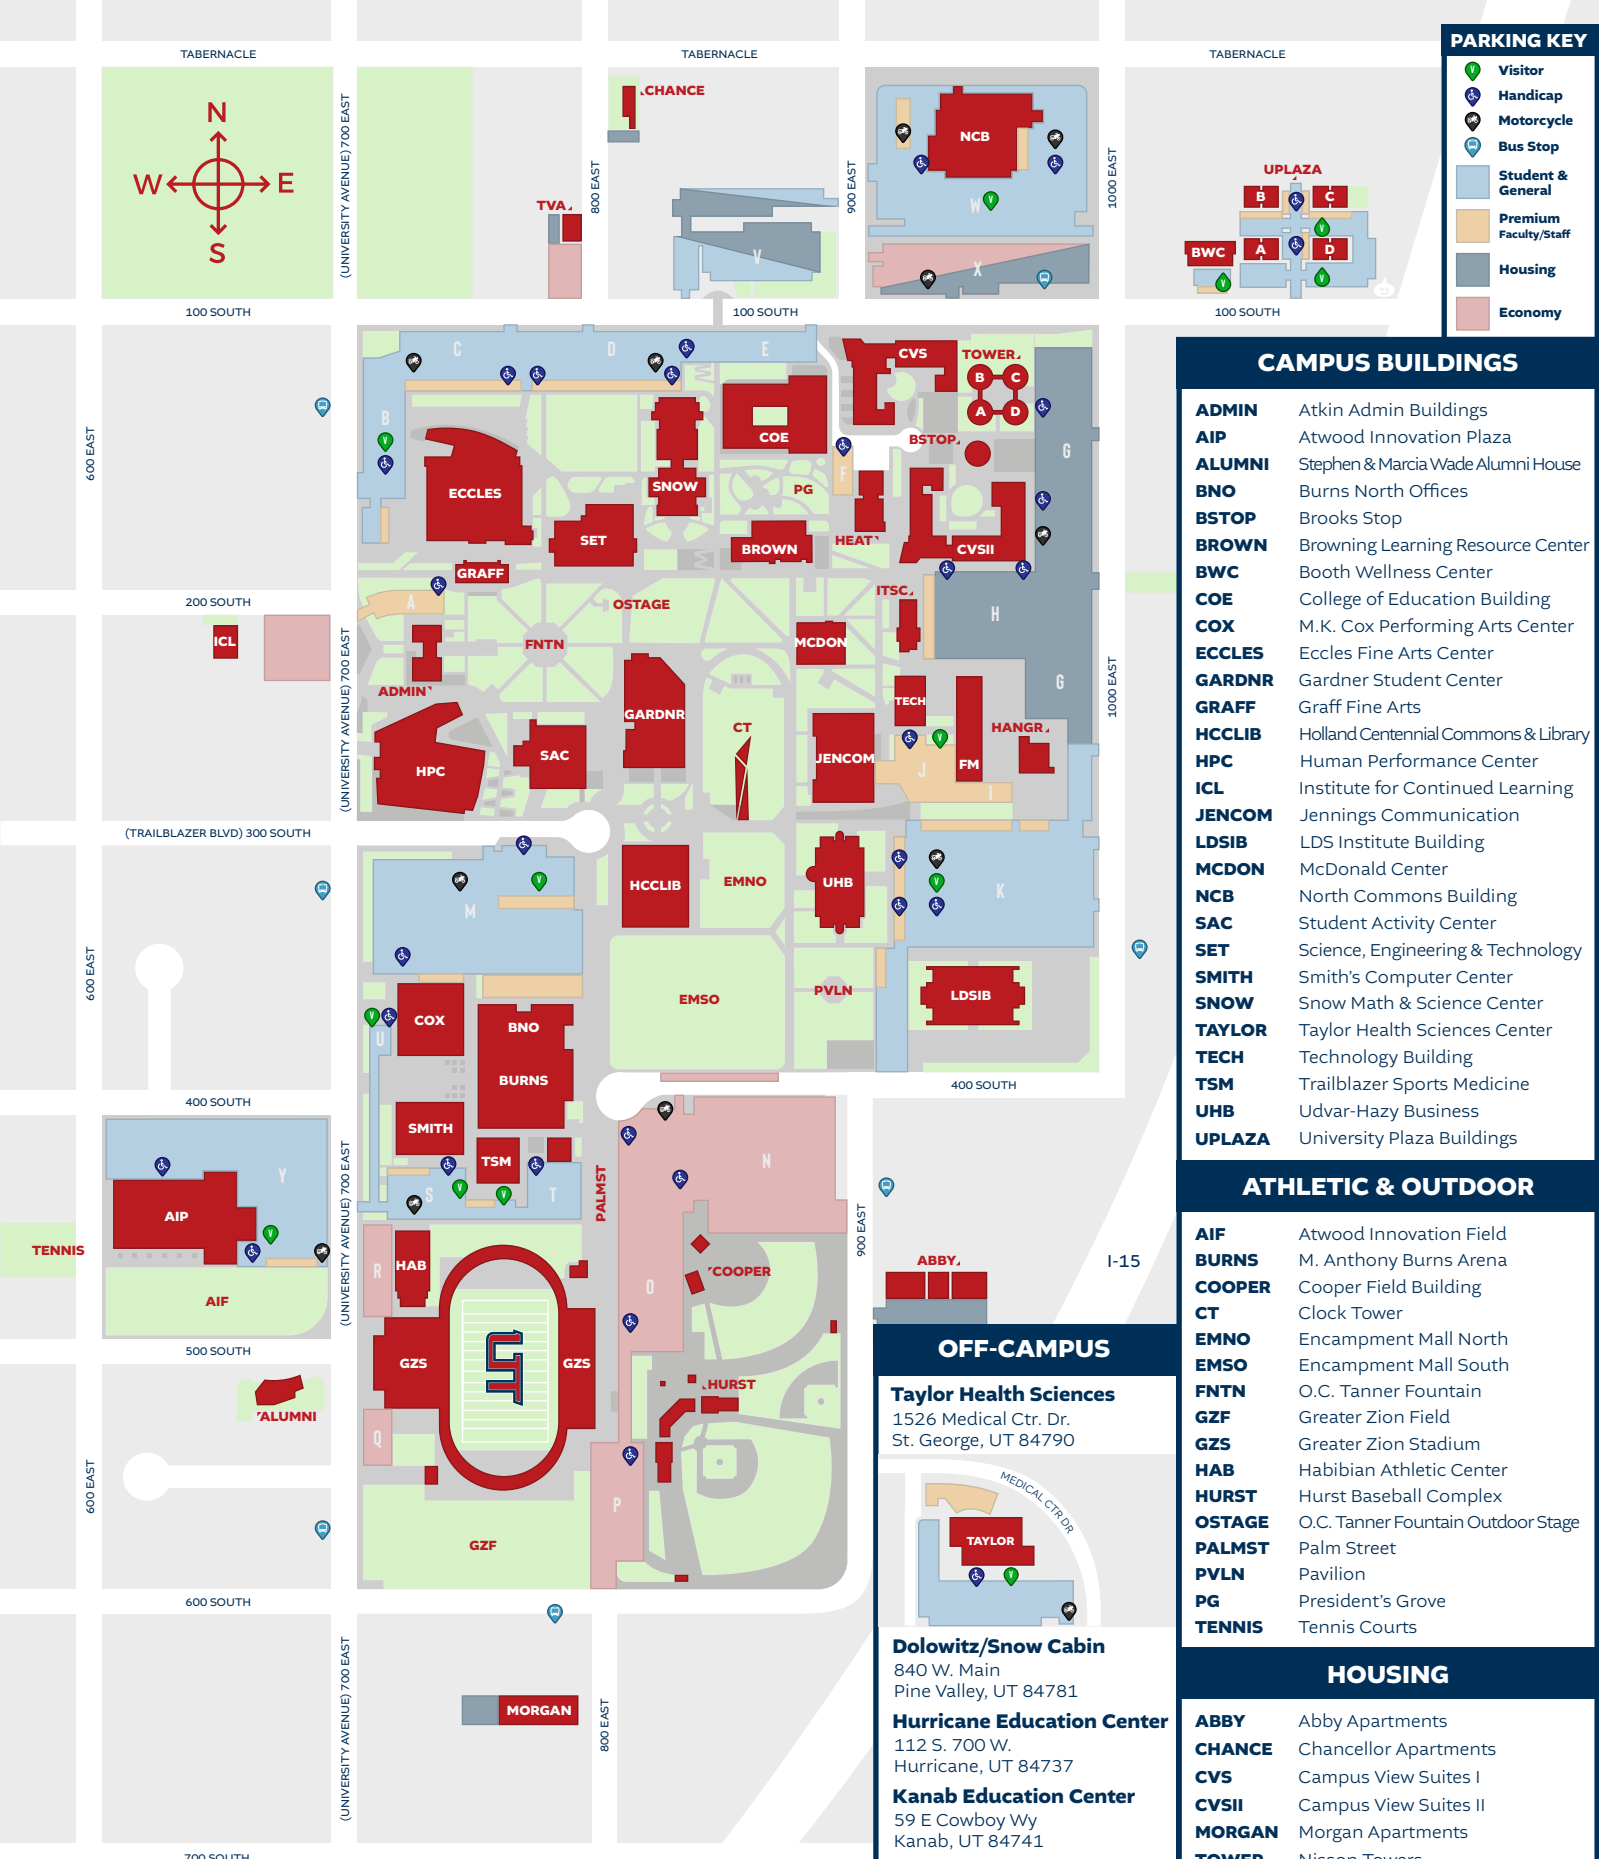 TABERNACLE
TABERNACLE
TABERNACLE
N
W
E
S
(UNIVERSITY AVENUE) 700 EAST
800 EAST
900 EAST
1000 EAST
CHANCE
TVA
NCB
W
V
X
UPLAZA
B
C
A
D
BWC
V
V
V
V
PARKING KEY
V
Visitor
Handicap
Motorcycle
Bus Stop
Student &
General
Premium
Faculty/Staff
Housing
Economy
100 SOUTH
100 SOUTH
100 SOUTH
600 EAST
C
D
E
B
V
ECCLES
SNOW
COE
CVS
TOWER
B
C
A
D
BSTOP
G
F
PG
SET
BROWN
HEAT
CVSII
GRAFF
200 SOUTH
ICL
(UNIVERSITY AVENUE) 700 EAST
1000 EAST
A
OSTAGE
FNTN
ITSC
MCDON
H
G
ADMIN
GARDNR
TECH
HANGR
HPC
SAC
CT
JENCOM
V
J
FM
I
(TRAILBLAZER BLVD) 300 SOUTH
600 EAST
M
V
HCCLIB
EMNO
UHB
V
K
EMSO
PVLN
LDSIB
V
U
COX
BNO
BURNS
400 SOUTH
400 SOUTH
SMITH
TSM
S
V
V
T
PALMST
N
Y
AIP
V
TENNIS
AIF
(UNIVERSITY AVENUE) 700 EAST
900 EAST
I-15
ABBY
R
HAB
COOPER
O
GZS
UT
GZS
500 SOUTH
ALUMNI
HURST
Q
600 EAST
P
GZF
600 SOUTH
(UNIVERSITY AVENUE) 700 EAST
MORGAN
800 EAST
700 SOUTH
OFF-CAMPUS
Taylor Health Sciences
1526 Medical Ctr. Dr.
St. George, UT 84790
MEDICAL CTR DR
TAYLOR
V
Dolowitz/Snow Cabin
840 W. Main
Pine Valley, UT 84781
Hurricane Education Center
112 S. 700 W.
Hurricane, UT 84737
Kanab Education Center
59 E Cowboy Wy
Kanab, UT 84741
CAMPUS BUILDINGS
ADMIN Atkin Admin Buildings
AIP Atwood Innovation Plaza
ALUMNI Stephen & Marcia Wade Alumni House
BNO Burns North Offices
BSTOP Brooks Stop
BROWN Browning Learning Resource Center
BWC Booth Wellness Center
COE College of Education Building
COX M.K. Cox Performing Arts Center
ECCLES Eccles Fine Arts Center
GARDNR Gardner Student Center
GRAFF Graff Fine Arts
HCCLIB Holland Centennial Commons & Library
HPC Human Performance Center
ICL Institute for Continued Learning
JENCOM Jennings Communication
LDSIB LDS Institute Building
MCDON McDonald Center
NCB North Commons Building
SAC Student Activity Center
SET Science, Engineering & Technology
SMITH Smith's Computer Center
SNOW Snow Math & Science Center
TAYLOR Taylor Health Sciences Center
TECH Technology Building
TSM Trailblazer Sports Medicine
UHB Udvar-Hazy Business
UPLAZA University Plaza Buildings
ATHLETIC & OUTDOOR
AIF Atwood Innovation Field
BURNS M. Anthony Burns Arena
COOPER Cooper Field Building
CT Clock Tower
EMNO Encampment Mall North
EMSO Encampment Mall South
FNTN O.C. Tanner Fountain
GZF Greater Zion Field
GZS Greater Zion Stadium
HAB Habibian Athletic Center
HURST Hurst Baseball Complex
OSTAGE O.C. Tanner Fountain Outdoor Stage
PALMST Palm Street
PVLN Pavilion
PG President's Grove
TENNIS Tennis Courts
HOUSING
ABBY Abby Apartments
CHANCE Chancellor Apartments
CVS Campus View Suites I
CVSII Campus View Suites II
MORGAN Morgan Apartments
TOWER Nisson Towers